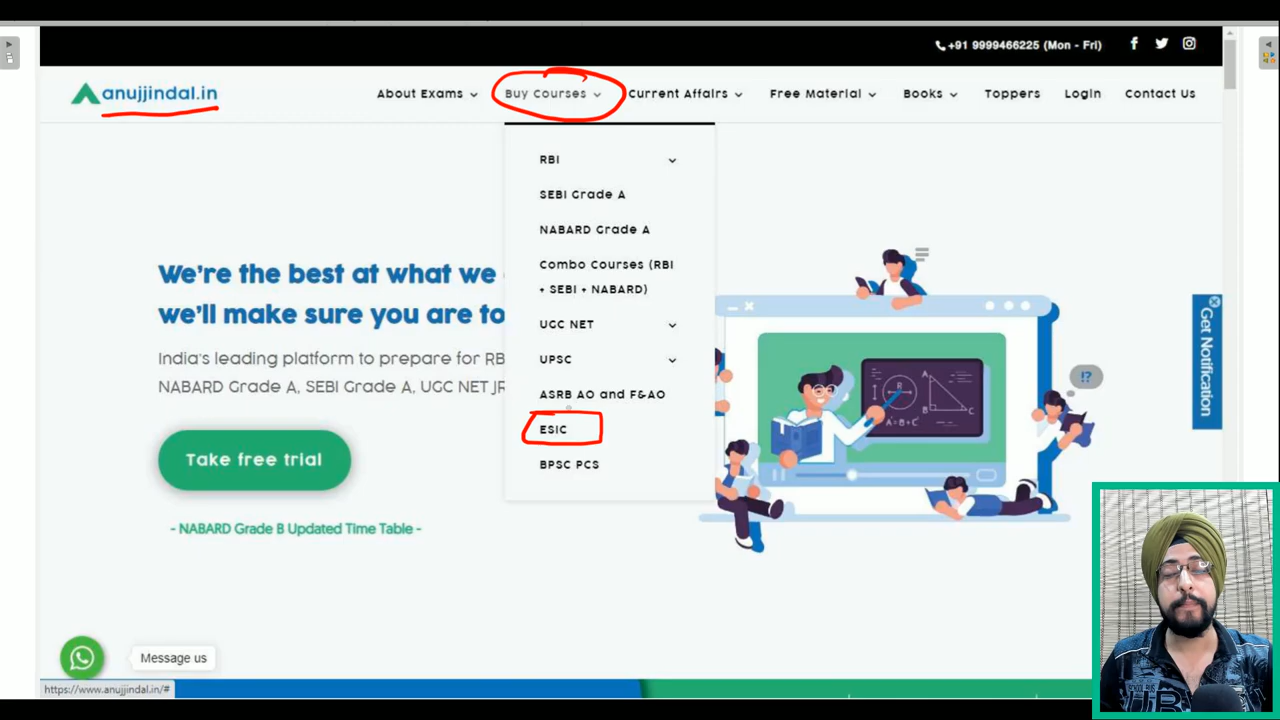 +91 9999466225 (Mon - Fri)
anujjindal.in
About Exams
Buy Courses
Current Affairs
Free Material
Books
Toppers
Login
Contact Us
RBI
SEBI Grade A
NABARD Grade A
Combo Courses (RBI
+ SEBI + NABARD)
UGC NET
UPSC
ASRB AO and F&AO
ESIC
BPSC PCS
We're the best at what we
we'll make sure you are to
India's leading platform to prepare for RB
NABARD Grade A, SEBI Grade A, UGC NET JR
Take free trial
- NABARD Grade B Updated Time Table -
Get Notification
!?
A
R
B
C
A=B+C
Message us
https://www.anujjindal.in/#